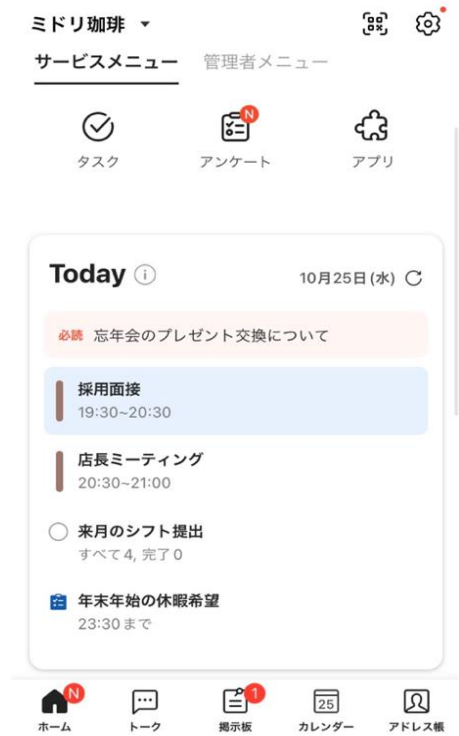 ミドリ珈琲
サービスメニュー 管理者メニュー
N
タスク アンケート アプリ
Today 10月25日(水)
必読 忘年会のプレゼント交換について
採用面接
19:30~20:30
店長ミーティング
20:30~21:00
来月のシフト提出
すべて4, 完了0
年末年始の休暇希望
23:30まで
N 1
25
ホーム トーク 掲示板 カレンダー アドレス帳